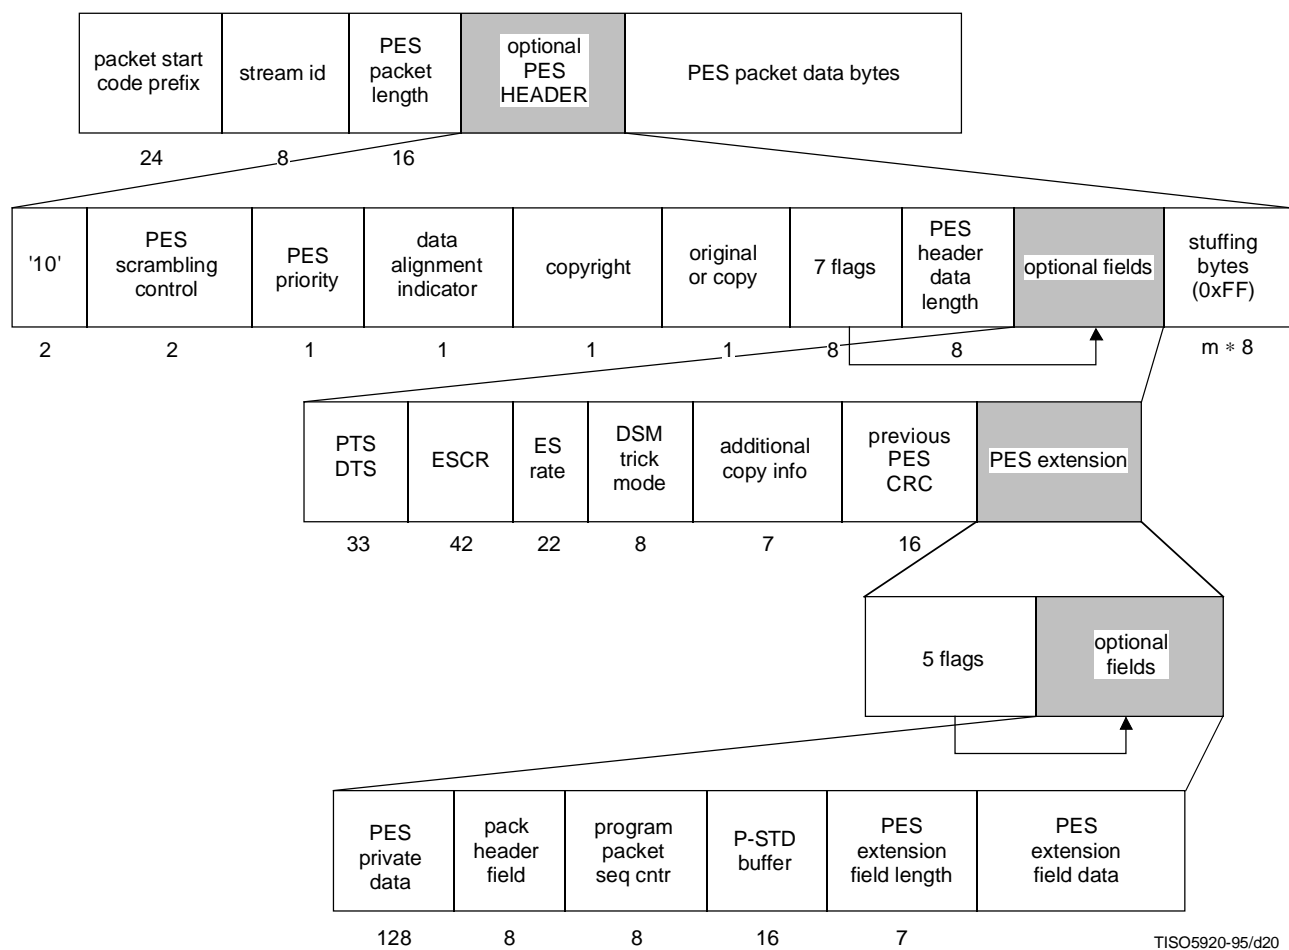 packet start
code prefix
stream id
PES
packet
length
optional
PES
HEADER
PES packet data bytes
24
8
16
'10'
PES
scrambling
control
PES
priority
data
alignment
indicator
copyright
original
or copy
7 flags
PES
header
data
length
optional fields
stuffing
bytes
(0xFF)
2
2
1
1
1
1
8
8
m ∗ 8
PTS
DTS
ESCR
ES
rate
DSM
trick
mode
additional
copy info
previous
PES
CRC
PES extension
33
42
22
8
7
16
5 flags
optional
fields
PES
private
data
pack
header
field
program
packet
seq cntr
P-STD
buffer
PES
extension
field length
PES
extension
field data
128
8
8
16
7
TISO5920-95/d20